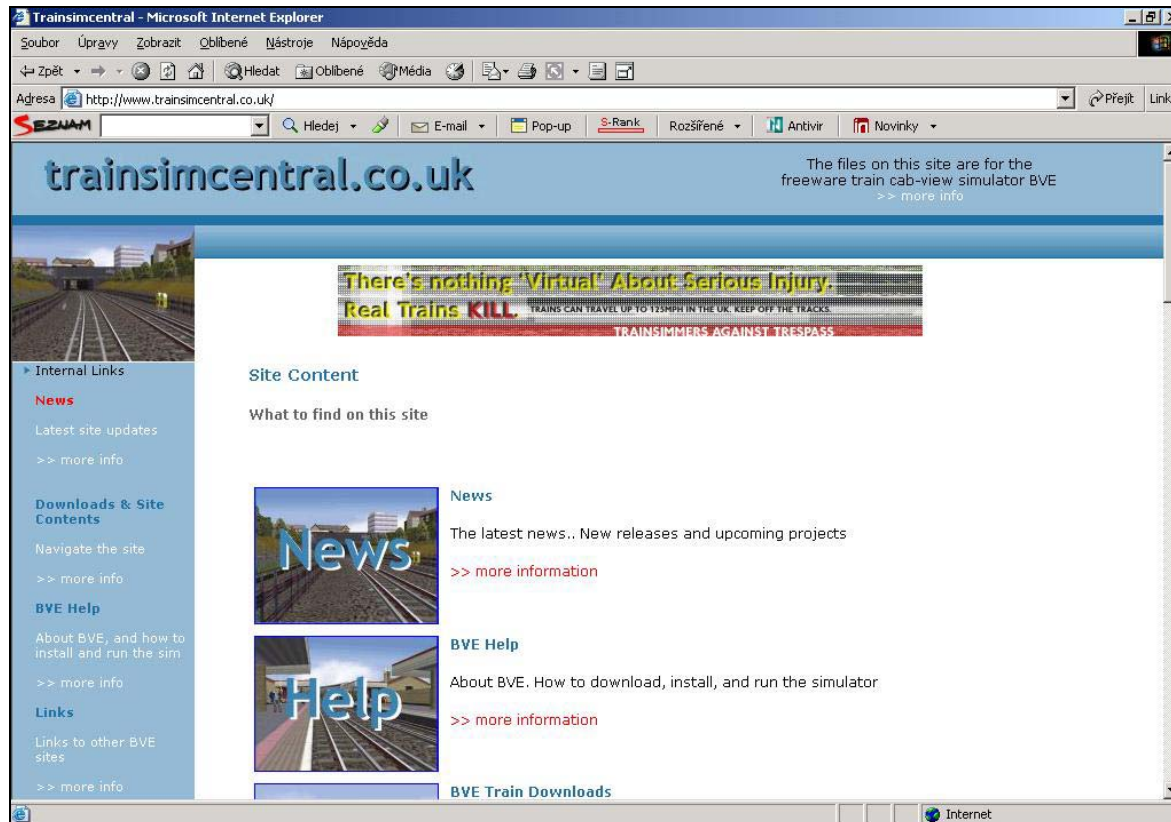 Trainsimcentral - Microsoft Internet Explorer
Soubor Úpravy Zobrazit Oblíbené Nástroje Nápověda
Zpět Hledat Oblíbené Média
Adresa http://www.trainsimcentral.co.uk/ Přejít Link
SEZNAM Hledej E-mail Pop-up S-Rank Rozšířené Antivir Novinky
trainsimcentral.co.uk
The files on this site are for the
freeware train cab-view simulator BVE
>> more info
There's nothing 'Virtual' About Serious Injury.
Real Trains KILL. TRAINS CAN TRAVEL UP TO 125MPH IN THE UK. KEEP OFF THE TRACKS.
TRAINSIMMERS AGAINST TRESPASS
Internal Links
News
Latest site updates
>> more info
Downloads & Site
Contents
Navigate the site
>> more info
BVE Help
About BVE, and how to
install and run the sim
>> more info
Links
Links to other BVE
sites
>> more info
Site Content
What to find on this site
News
News
The latest news.. New releases and upcoming projects
>> more information
Help
BVE Help
About BVE. How to download, install, and run the simulator
>> more information
BVE Train Downloads
Internet